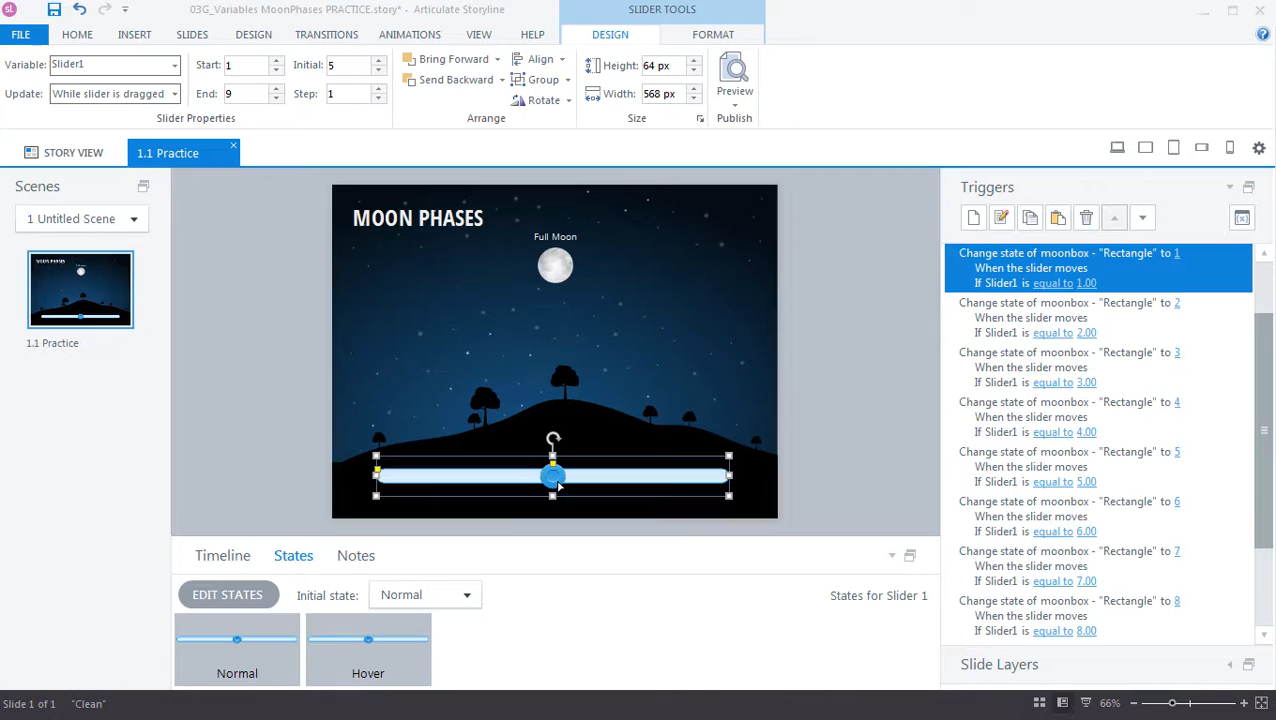 03G_Variables MoonPhases PRACTICE.story* - Articulate Storyline
SLIDER TOOLS
FILE HOME INSERT SLIDES DESIGN TRANSITIONS ANIMATIONS VIEW HELP DESIGN FORMAT
Variable: Slider1 Start: 1 Initial: 5 Bring Forward Align Height: 64 px
Send Backward Group
Update: While slider is dragged End: 9 Step: 1 Rotate Width: 568 px Preview
Slider Properties Arrange Size Publish
STORY VIEW 1.1 Practice
Scenes
1 Untitled Scene
MOON PHASES
Full Moon
1.1 Practice
MOON PHASES
Full Moon
Timeline States Notes
EDIT STATES Initial state: Normal States for Slider 1
Normal Hover
Triggers
Change state of moonbox - "Rectangle" to 1
When the slider moves
If Slider1 is equal to 1.00
Change state of moonbox - "Rectangle" to 2
When the slider moves
If Slider1 is equal to 2.00
Change state of moonbox - "Rectangle" to 3
When the slider moves
If Slider1 is equal to 3.00
Change state of moonbox - "Rectangle" to 4
When the slider moves
If Slider1 is equal to 4.00
Change state of moonbox - "Rectangle" to 5
When the slider moves
If Slider1 is equal to 5.00
Change state of moonbox - "Rectangle" to 6
When the slider moves
If Slider1 is equal to 6.00
Change state of moonbox - "Rectangle" to 7
When the slider moves
If Slider1 is equal to 7.00
Change state of moonbox - "Rectangle" to 8
When the slider moves
If Slider1 is equal to 8.00
Slide Layers
Slide 1 of 1 "Clean" 66%